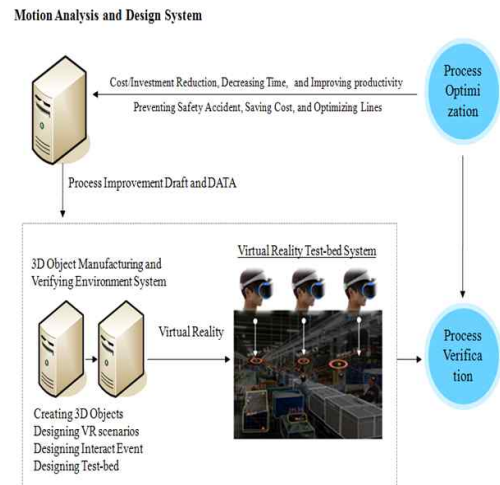 Motion Analysis and Design System
Cost/Investment Reduction, Decreasing Time, and Improving productivity
Preventing Safety Accident, Saving Cost, and Optimizing Lines
Process
Optimi
zation
Process Improvement Draft and DATA
Virtual Reality Test-bed System
3D Object Manufacturing and
Verifying Environment System
Virtual Reality
Process
Verifica
tion
Creating 3D Objects
Designing VR scenarios
Designing Interact Event
Designing Test-bed